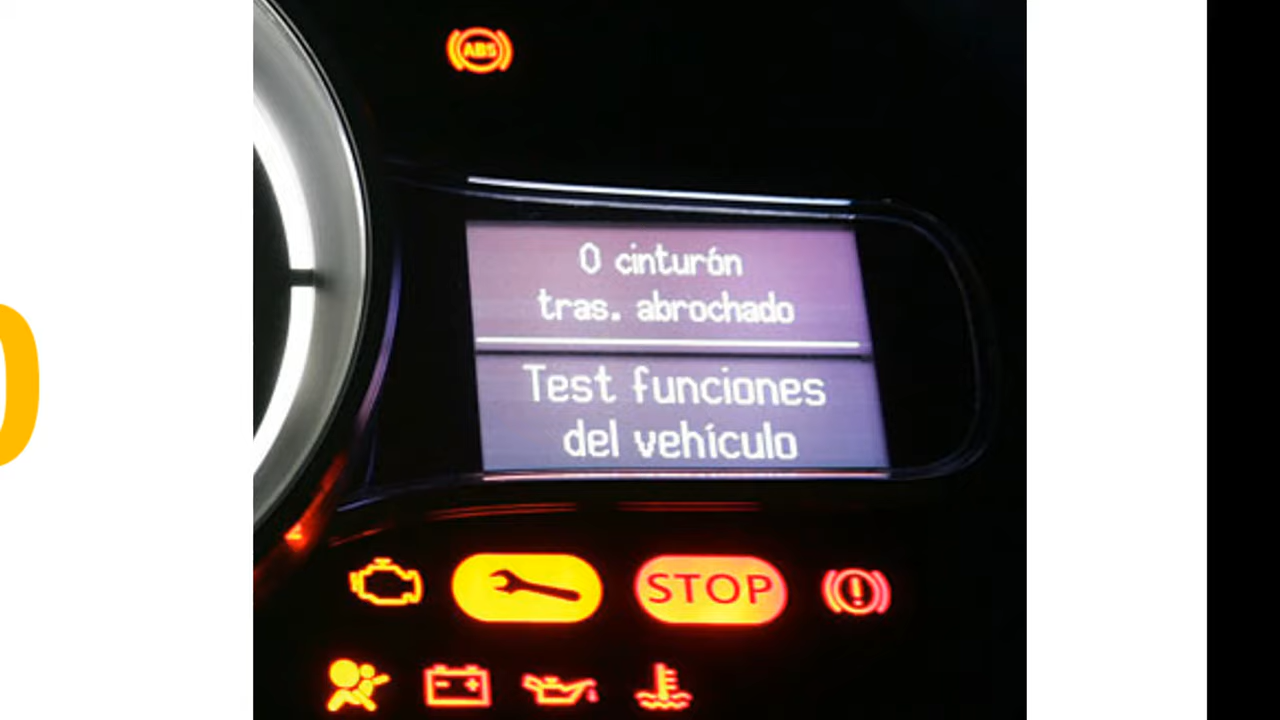 ABS
0 cinturón
tras. abrochado
Test funciones
del vehículo
STOP